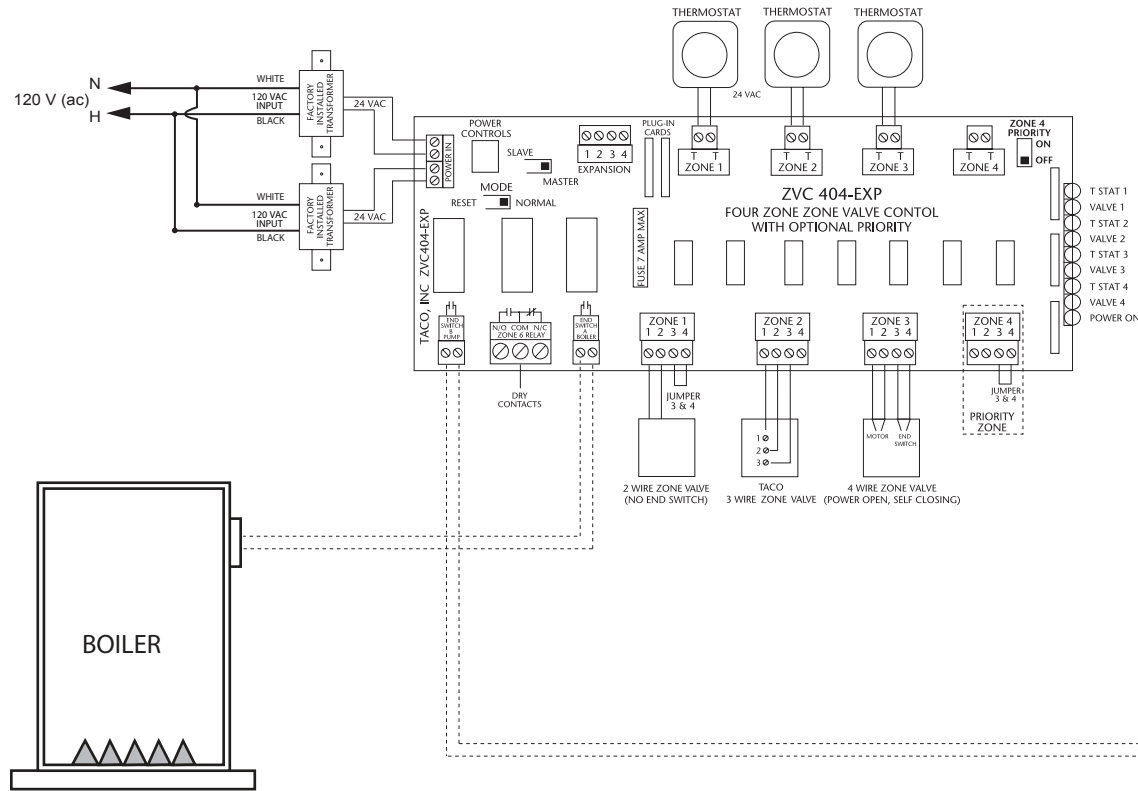 THERMOSTAT
THERMOSTAT
THERMOSTAT
24 VAC
120 V (ac)
N
H
WHITE
120 VAC
INPUT
BLACK
FACTORY
INSTALLED
TRANSFORMER
24 VAC
WHITE
120 VAC
INPUT
BLACK
FACTORY
INSTALLED
TRANSFORMER
24 VAC
POWER IN
POWER
CONTROLS
SLAVE
MASTER
MODE
RESET
NORMAL
1 2 3 4
EXPANSION
PLUG-IN
CARDS
T T
ZONE 1
T T
ZONE 2
T T
ZONE 3
T T
ZONE 4
ZONE 4
PRIORITY
ON
OFF
ZVC 404-EXP
FOUR ZONE ZONE VALVE CONTOL
WITH OPTIONAL PRIORITY
T STAT 1
VALVE 1
T STAT 2
VALVE 2
T STAT 3
VALVE 3
T STAT 4
VALVE 4
POWER ON
TACO, INC ZVC404-EXP
FUSE 7 AMP MAX
END
SWITCH
B
PUMP
N/O COM N/C
ZONE 6 RELAY
DRY
CONTACTS
END
SWITCH
A
BOILER
ZONE 1
1 2 3 4
JUMPER
3 & 4
2 WIRE ZONE VALVE
(NO END SWITCH)
ZONE 2
1 2 3 4
1
2
3
TACO
3 WIRE ZONE VALVE
ZONE 3
1 2 3 4
MOTOR
END
SWITCH
4 WIRE ZONE VALVE
(POWER OPEN, SELF CLOSING)
ZONE 4
1 2 3 4
JUMPER
3 & 4
PRIORITY
ZONE
BOILER